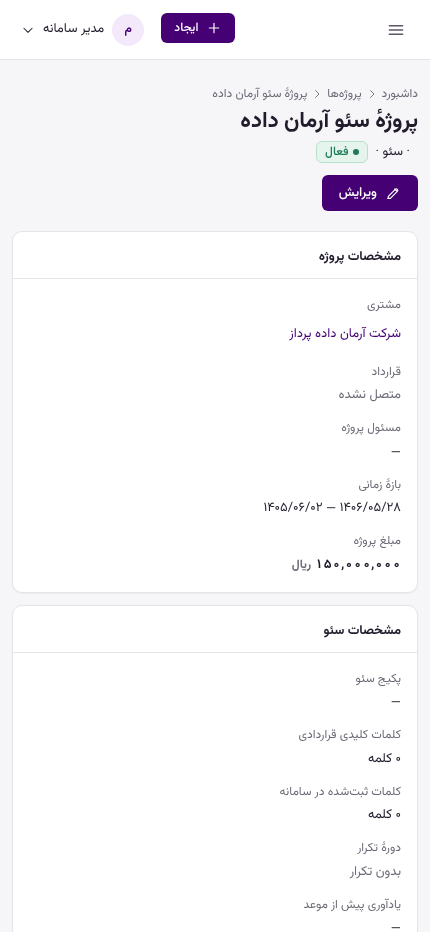 ایجاد
م
مدیر سامانه
داشبورد > پروژه‌ها > پروژهٔ سئو آرمان داده
پروژهٔ سئو آرمان داده
· سئو · فعال
ویرایش
مشخصات پروژه
مشتری
شرکت آرمان داده پرداز
قرارداد
متصل نشده
مسئول پروژه
—
بازهٔ زمانی
۱۴۰۵/۰۶/۰۲ — ۱۴۰۶/۰۵/۲۸
مبلغ پروژه
۱۵۰,۰۰۰,۰۰۰ ریال
مشخصات سئو
پکیج سئو
—
کلمات کلیدی قراردادی
۰ کلمه
کلمات ثبت‌شده در سامانه
۰ کلمه
دورهٔ تکرار
بدون تکرار
یادآوری پیش از موعد
—